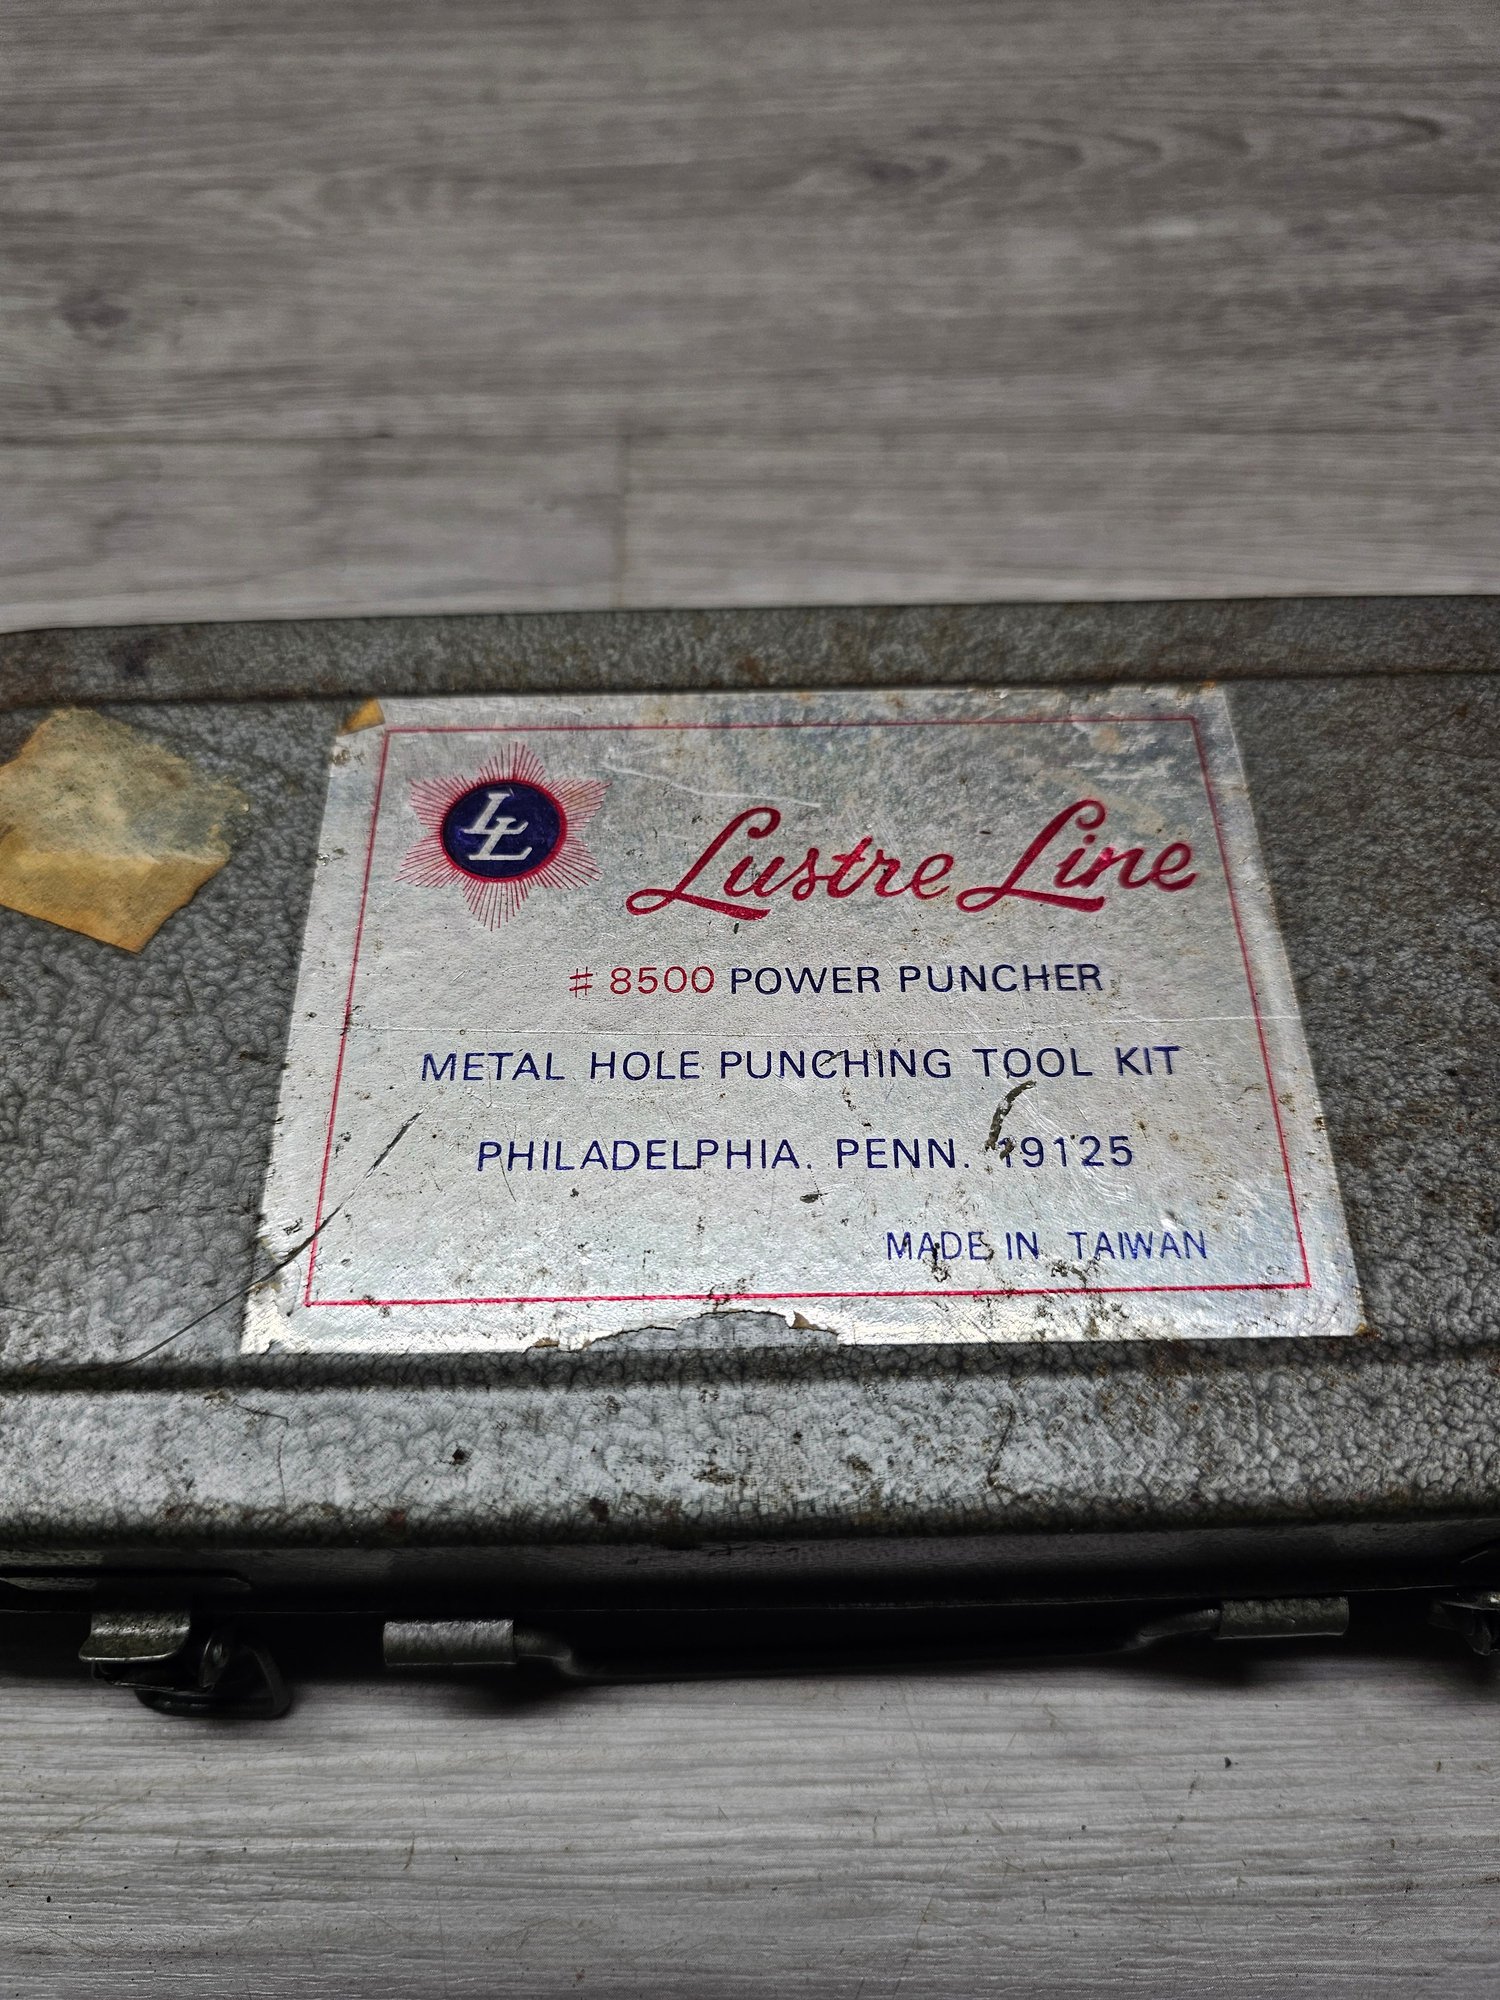 LL
Lustre Line
# 8500 POWER PUNCHER
METAL HOLE PUNCHING TOOL KIT
PHILADELPHIA. PENN. 19125
MADE IN TAIWAN